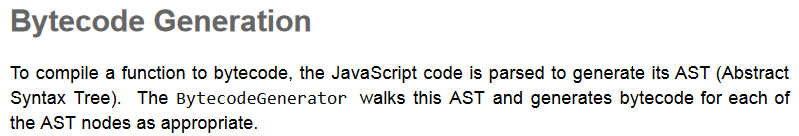 Bytecode Generation
To compile a function to bytecode, the JavaScript code is parsed to generate its AST (Abstract
Syntax Tree). The BytecodeGenerator walks this AST and generates bytecode for each of
the AST nodes as appropriate.